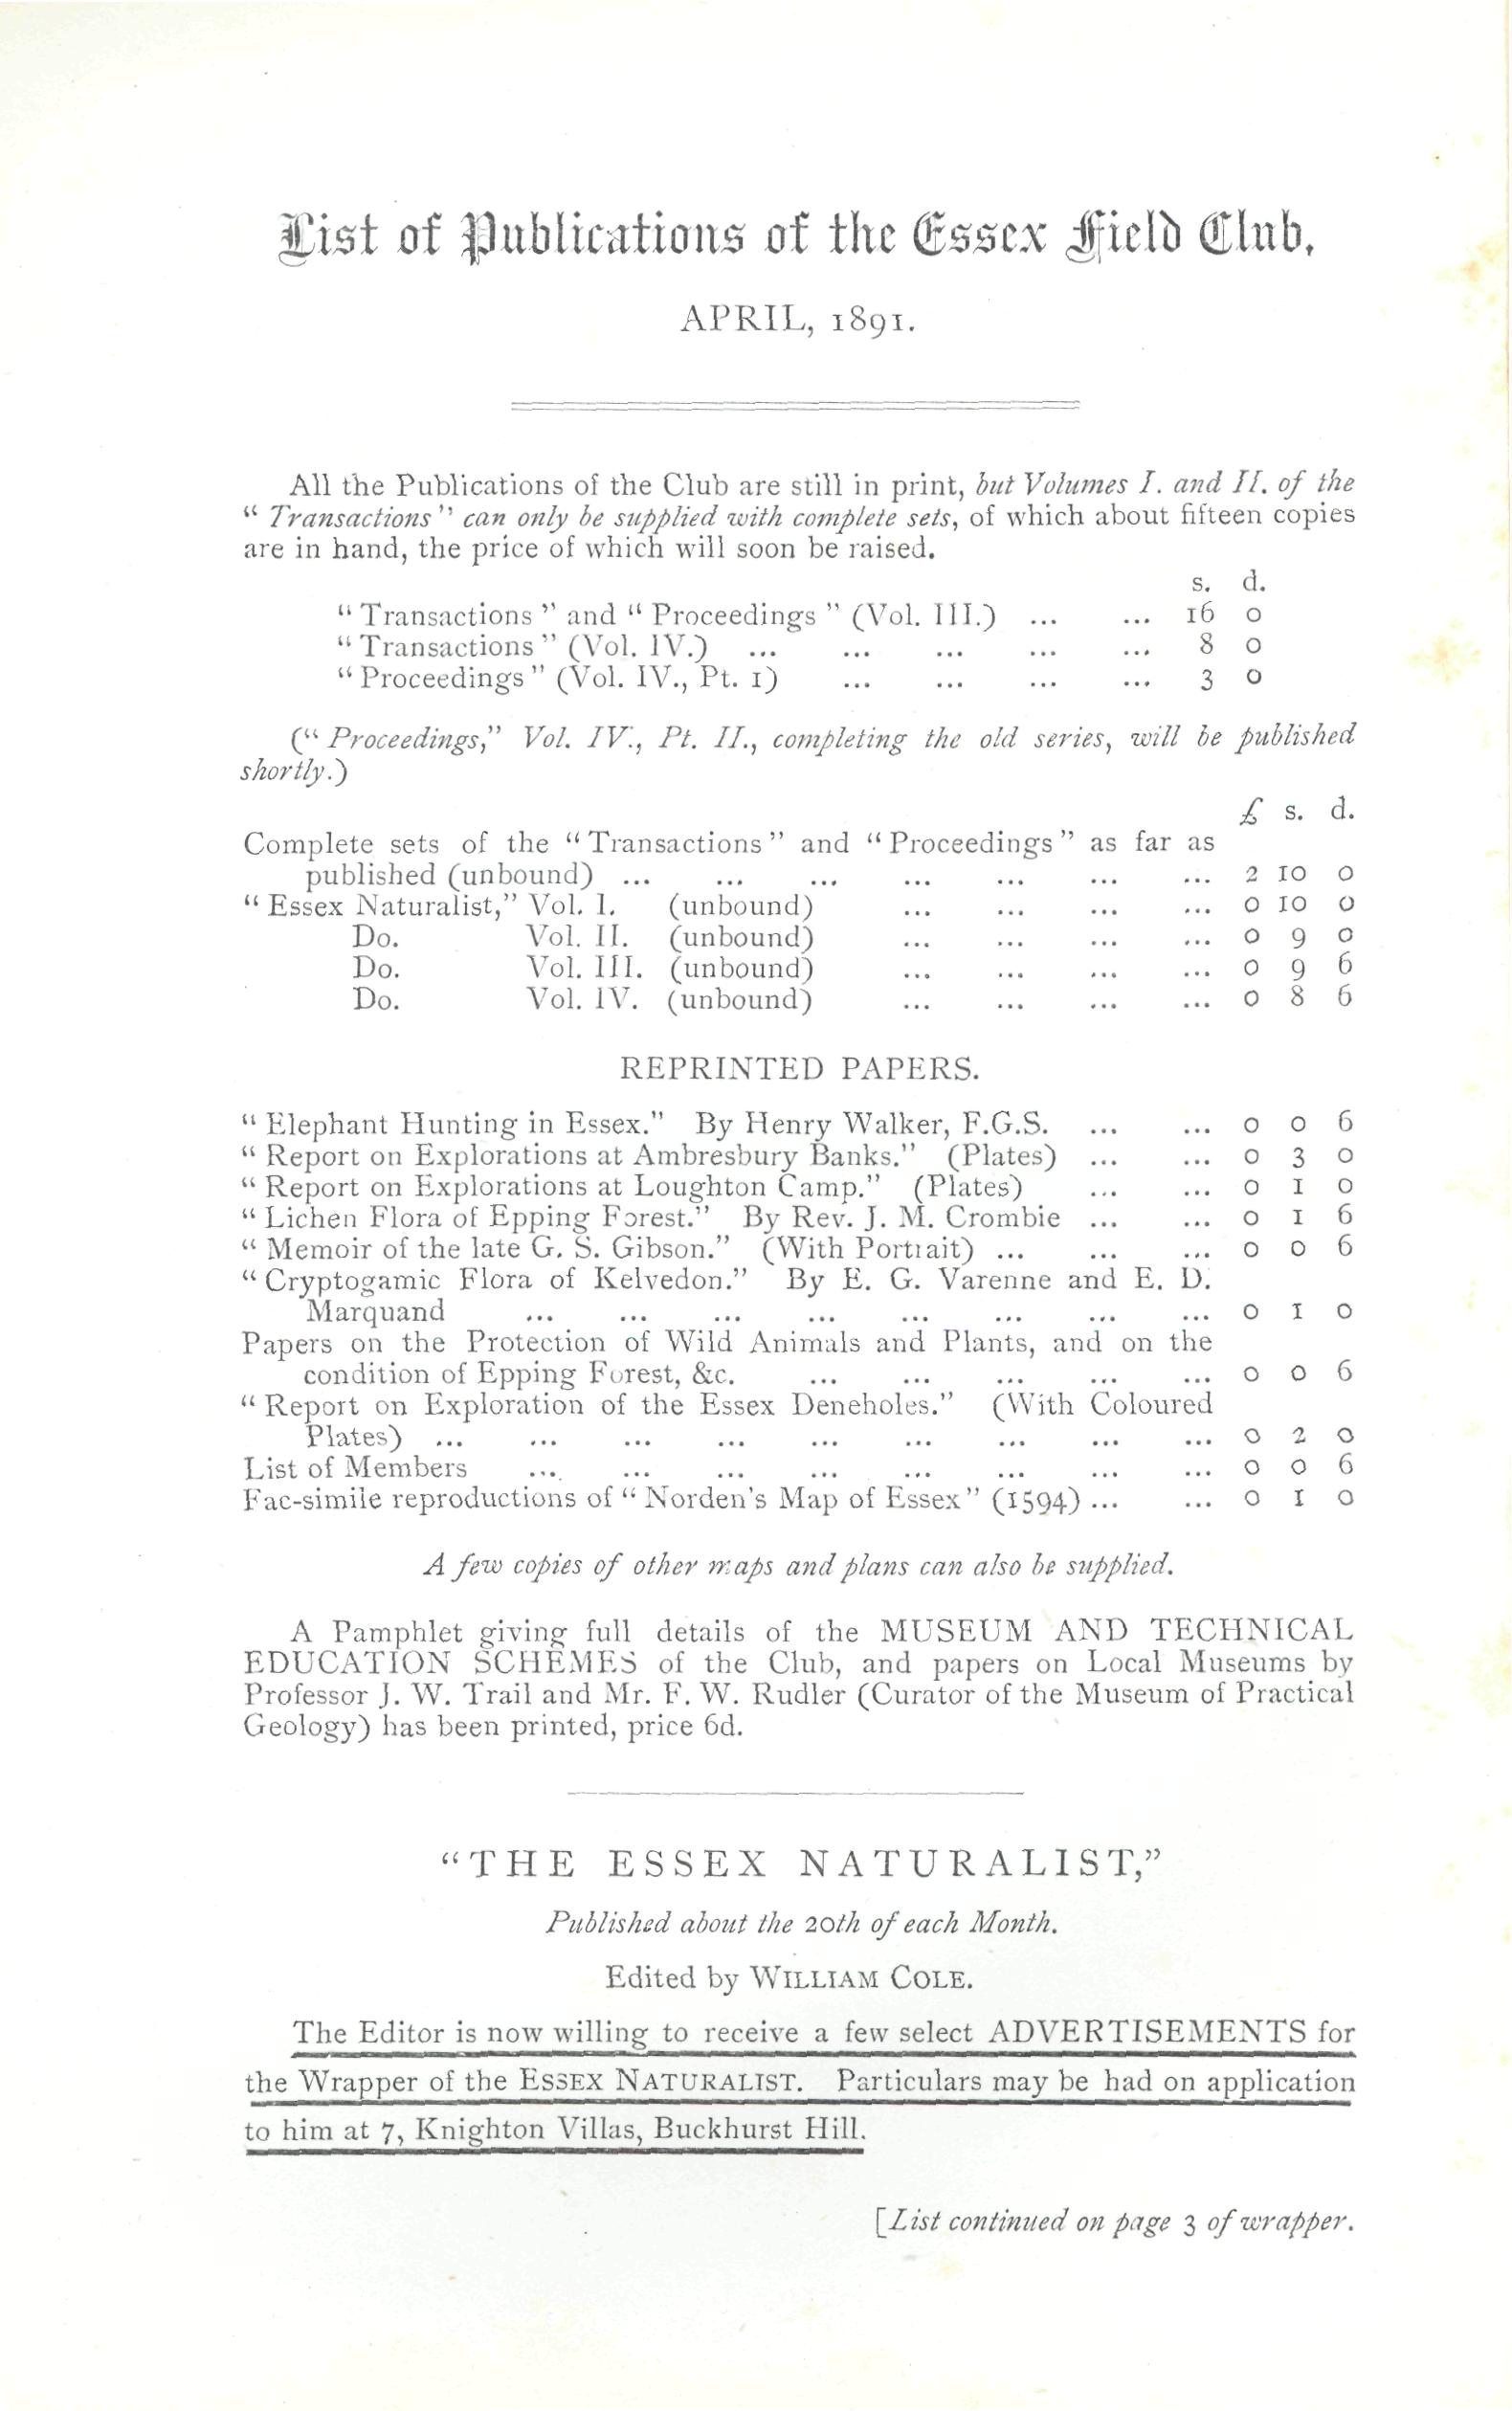 List of Publications of the Essex Field Club,
APRIL, 1891.
All the Publications of the Club are still in print, but Volumes I. and II. of the
“Transactions” can only be supplied with complete sets, of which about fifteen copies
are in hand, the price of which will soon be raised.
s. d.
“Transactions” and “Proceedings” (Vol. III.) ... ... 16 0
“Transactions” (Vol. IV.) ... ... ... ... ... 8 0
“Proceedings” (Vol. IV., Pt. 1) ... ... ... ... 3 0
(“Proceedings,” Vol. IV., Pt. II., completing the old series, will be published
shortly.)
£ s. d.
Complete sets of the “Transactions” and “Proceedings” as far as
published (unbound) ... ... ... ... ... ... ... 2 10 0
“Essex Naturalist,” Vol. I. (unbound) ... ... ... ... 0 10 0
Do. Vol. II. (unbound) ... ... ... ... 0 9 0
Do. Vol. III. (unbound) ... ... ... ... 0 9 6
Do. Vol. IV. (unbound) ... ... ... ... 0 8 6
REPRINTED PAPERS.
“Elephant Hunting in Essex.” By Henry Walker, F.G.S. ... ... 0 0 6
“Report on Explorations at Ambresbury Banks.” (Plates) ... ... 0 3 0
“Report on Explorations at Loughton Camp.” (Plates) ... ... 0 1 0
“Lichen Flora of Epping Forest.” By Rev. J. M. Crombie ... ... 0 1 6
“Memoir of the late G. S. Gibson.” (With Portrait) ... ... ... 0 0 6
“Cryptogamic Flora of Kelvedon.” By E. G. Varenne and E. D.
Marquand ... ... ... ... ... ... ... ... 0 1 0
Papers on the Protection of Wild Animals and Plants, and on the
condition of Epping Forest, &c. ... ... ... ... ... 0 0 6
“Report on Exploration of the Essex Deneholes.” (With Coloured
Plates) ... ... ... ... ... ... ... ... ... 0 2 0
List of Members ... ... ... ... ... ... ... ... 0 0 6
Fac-simile reproductions of “Norden's Map of Essex” (1594) ... ... 0 1 0
A few copies of other maps and plans can also be supplied.
A Pamphlet giving full details of the MUSEUM AND TECHNICAL
EDUCATION SCHEMES of the Club, and papers on Local Museums by
Professor J. W. Trail and Mr. F. W. Rudler (Curator of the Museum of Practical
Geology) has been printed, price 6d.
“THE ESSEX NATURALIST,”
Published about the 20th of each Month.
Edited by WILLIAM COLE.
The Editor is now willing to receive a few select ADVERTISEMENTS for
the Wrapper of the ESSEX NATURALIST. Particulars may be had on application
to him at 7, Knighton Villas, Buckhurst Hill.
[List continued on page 3 of wrapper.